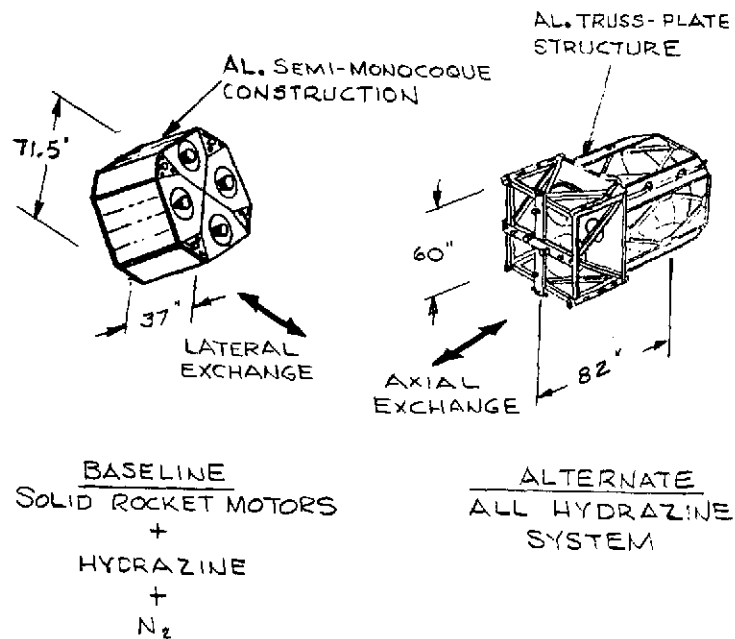 AL. SEMI-MONOCOQUE
CONSTRUCTION
71.5"
37"
LATERAL
EXCHANGE
BASELINE
SOLID ROCKET MOTORS
+
HYDRAZINE
+
N₂
AL. TRUSS-PLATE
STRUCTURE
60"
82"
AXIAL
EXCHANGE
ALTERNATE
ALL HYDRAZINE
SYSTEM